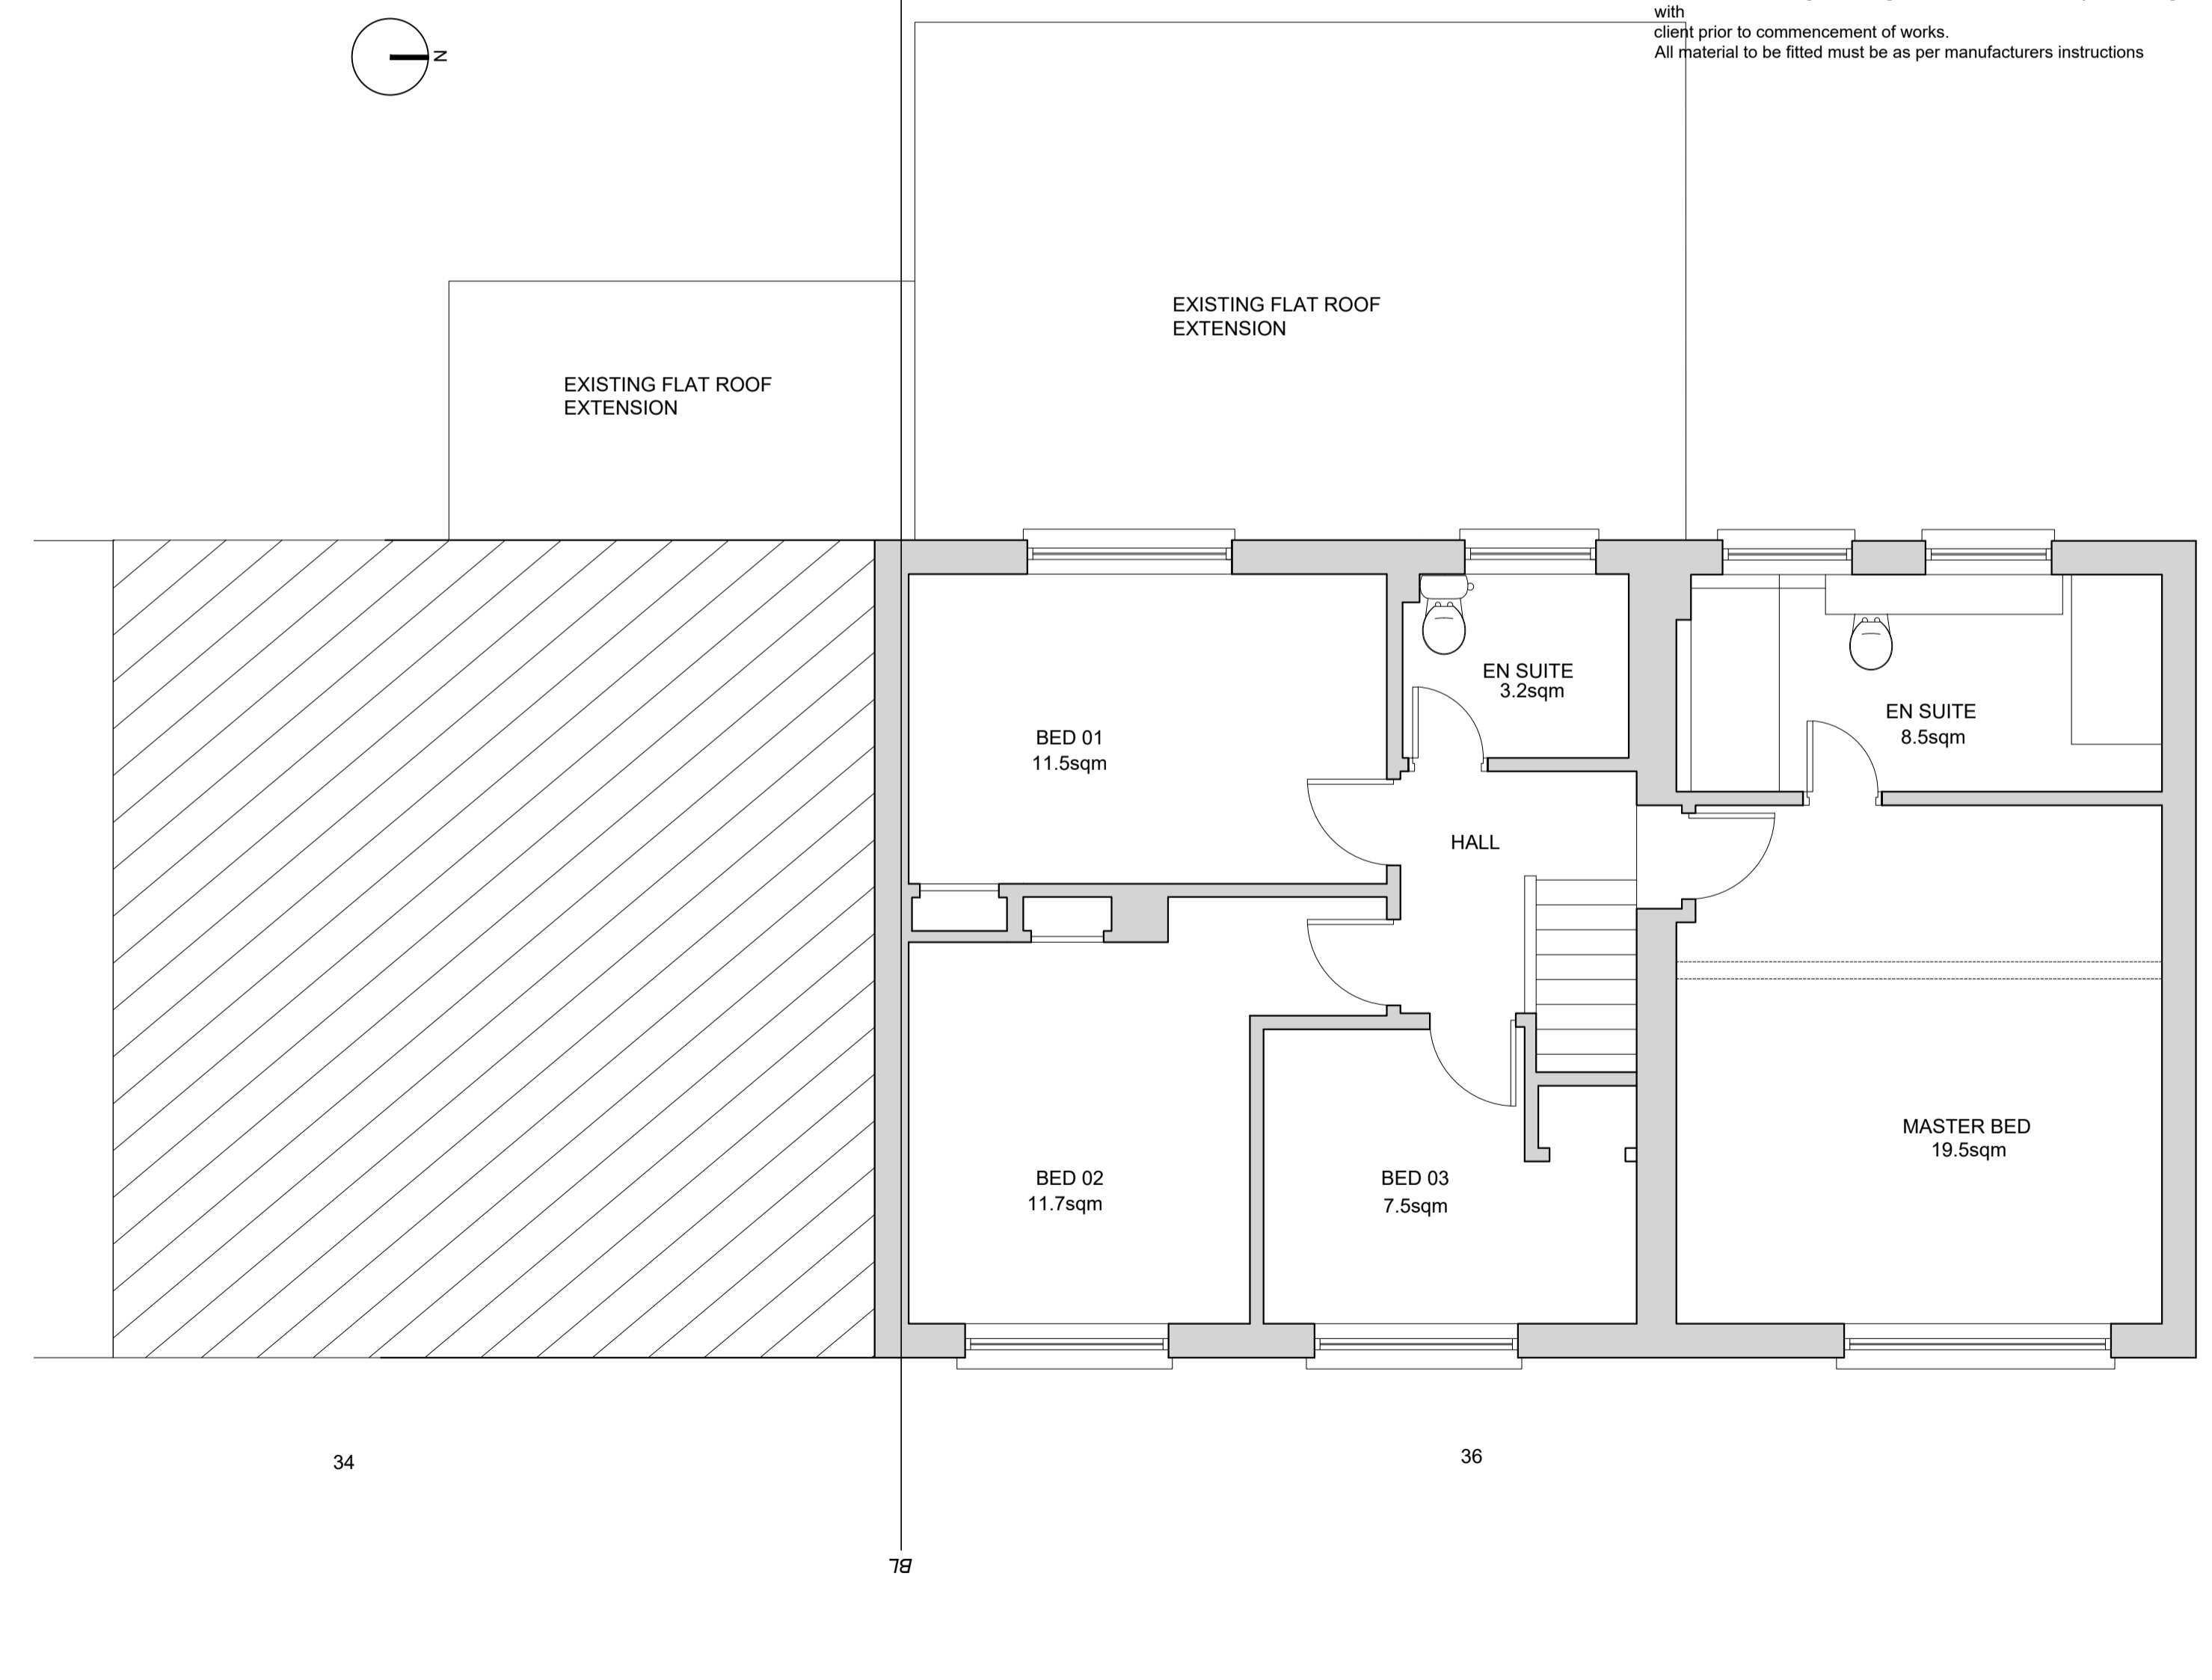 with
client prior to commencement of works.
All material to be fitted must be as per manufacturers instructions
N
EXISTING FLAT ROOF
EXTENSION
EXISTING FLAT ROOF
EXTENSION
EN SUITE
3.2sqm
EN SUITE
8.5sqm
BED 01
11.5sqm
HALL
MASTER BED
19.5sqm
BED 02
11.7sqm
BED 03
7.5sqm
34
36
BL